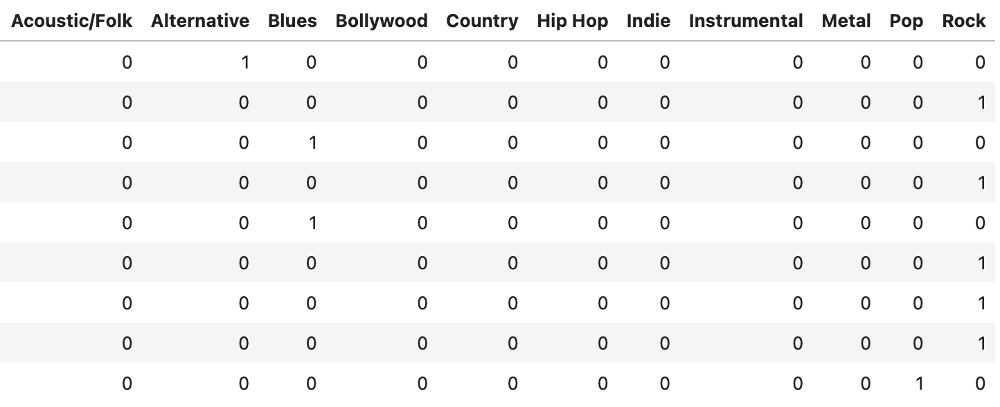 Acoustic/Folk Alternative Blues Bollywood Country Hip Hop Indie Instrumental Metal Pop Rock
0 1 0 0 0 0 0 0 0 0 0
0 0 0 0 0 0 0 0 0 0 1
0 0 1 0 0 0 0 0 0 0 0
0 0 0 0 0 0 0 0 0 0 1
0 0 1 0 0 0 0 0 0 0 0
0 0 0 0 0 0 0 0 0 0 1
0 0 0 0 0 0 0 0 0 0 1
0 0 0 0 0 0 0 0 0 0 1
0 0 0 0 0 0 0 0 0 1 0